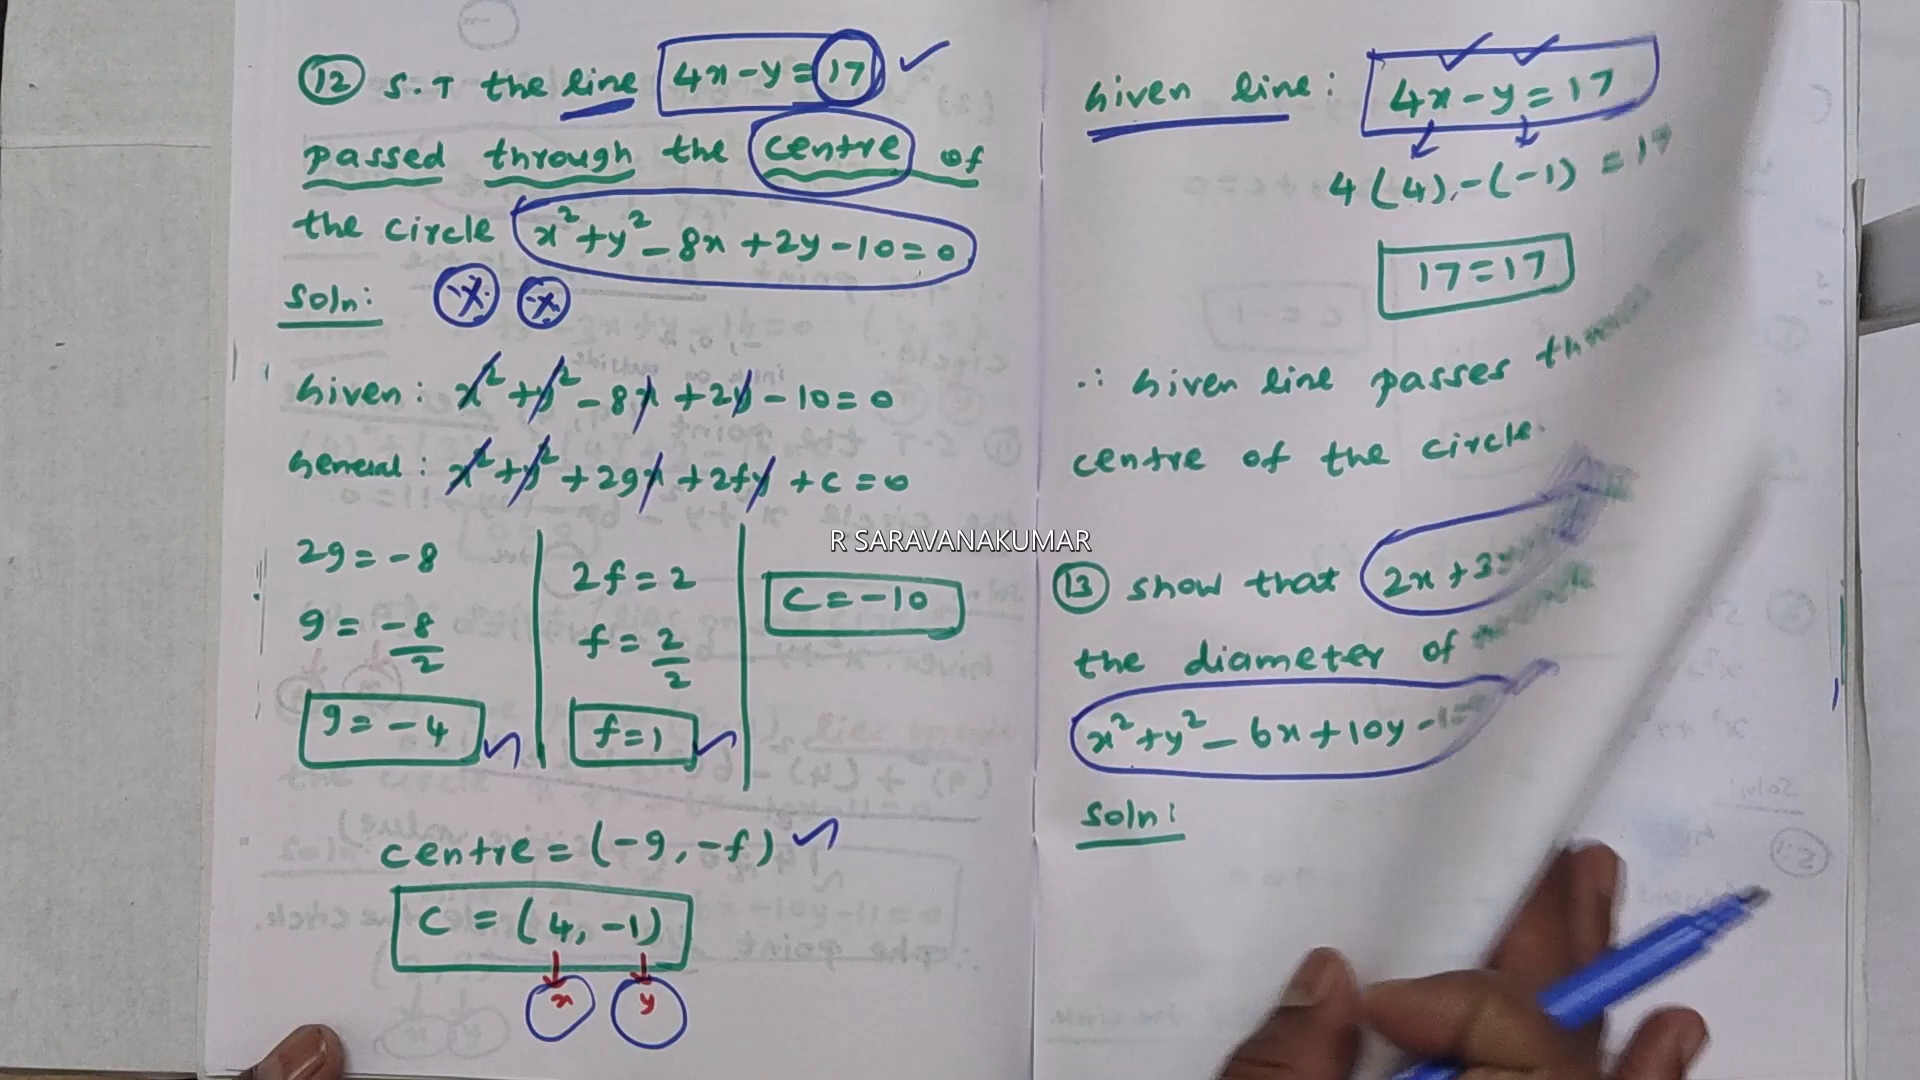 12 S.T the line 4x-y=17
passed through the centre of
the circle x²+y²-8x+2y-10=0
Soln:
Given: x²+y²-8x+2y-10=0
General: x²+y²+2gx+2fy+c=0
2g=-8
g=-8/2
g=-4
2f=2
f=2/2
f=1
C=-10
centre=(-g,-f)
C=(4,-1)
x y
Given line: 4x-y=17
4(4)-(-1)=17
17=17
∴ Given line passes
centre of the circle.
R SARAVANAKUMAR
13 show that 2x+3y
the diameter of
x²+y²-6x+10y-1=
Soln: